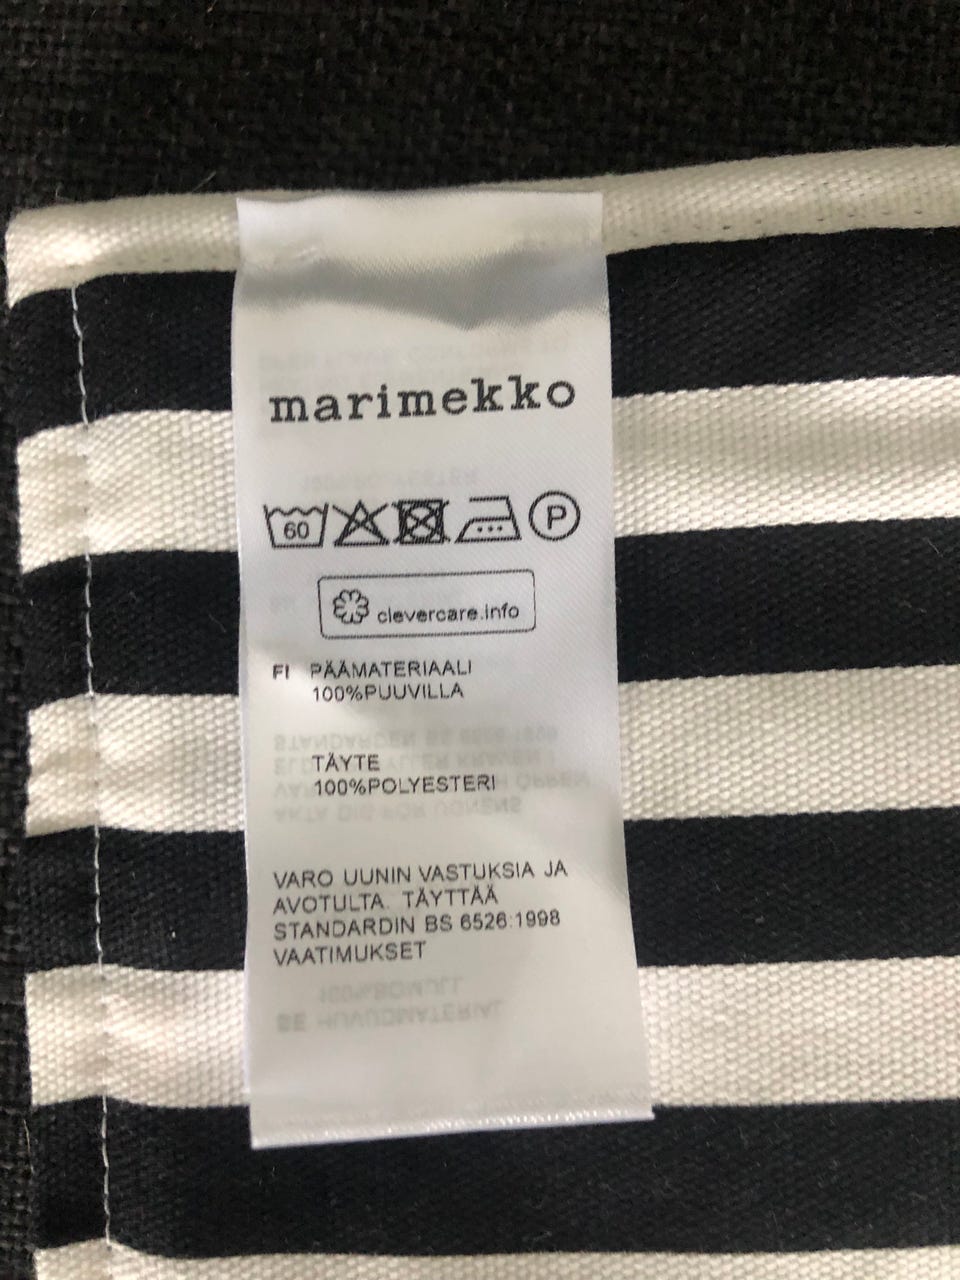 marimekko
60
P
clevercare.info
FI PÄÄMATERIAALI
100%PUUVILLA
TÄYTE
100%POLYESTERI
VARO UUNIN VASTUKSIA JA
AVOTULTA. TÄYTTÄÄ
STANDARDIN BS 6526:1998
VAATIMUKSET